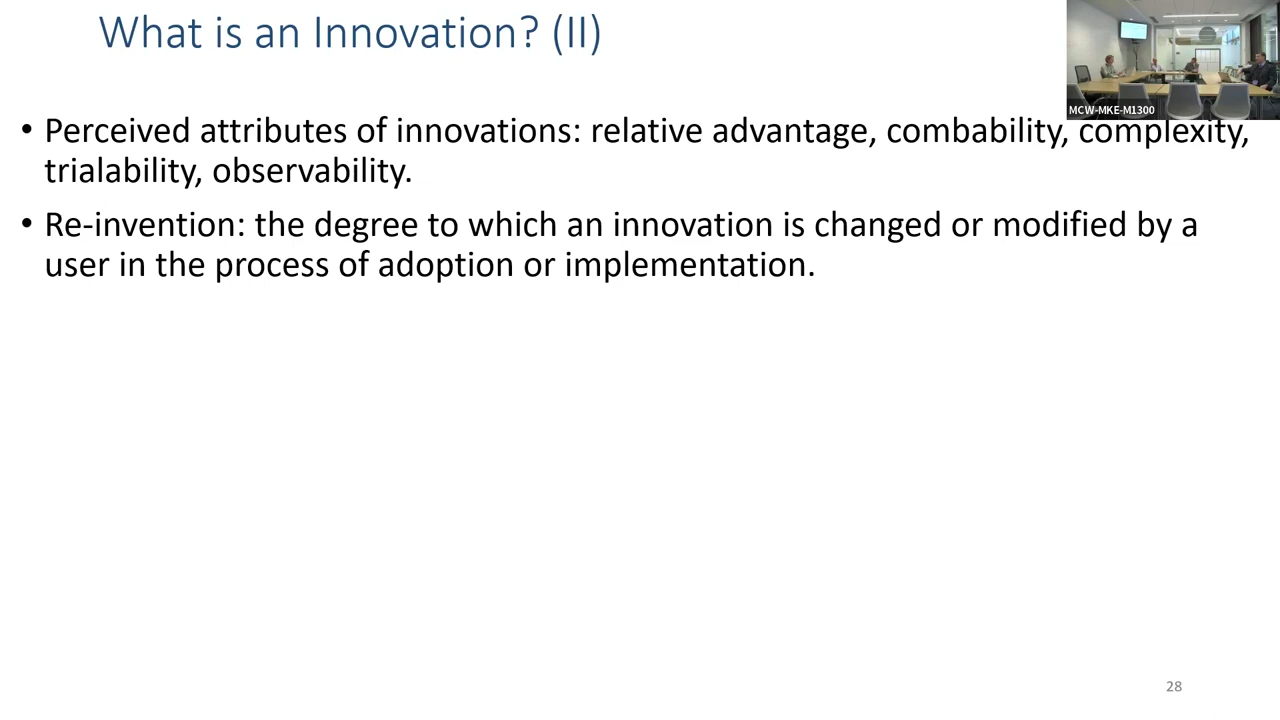 What is an Innovation? (II)
MCW-MKE-M1300
• Perceived attributes of innovations: relative advantage, combability, complexity,
trialability, observability.
• Re-invention: the degree to which an innovation is changed or modified by a
user in the process of adoption or implementation.
28